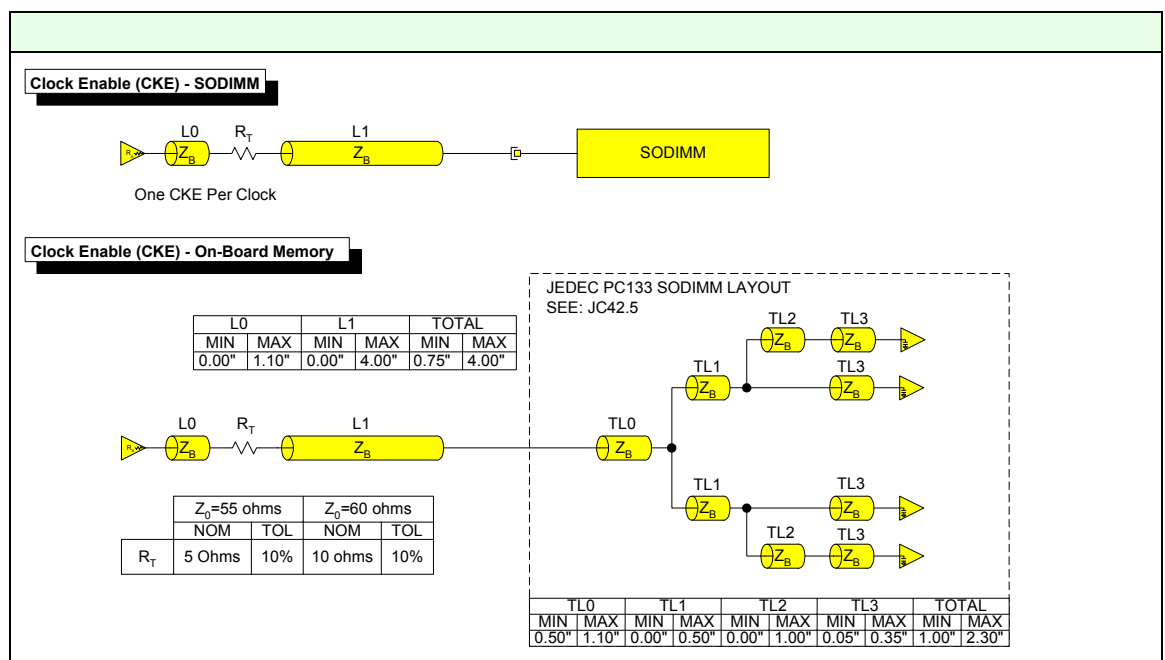 Clock Enable (CKE) - SODIMM
L0 RT L1
ZB ZB SODIMM
One CKE Per Clock
Clock Enable (CKE) - On-Board Memory
JEDEC PC133 SODIMM LAYOUT
SEE: JC42.5
L0 L1 TOTAL
MIN MAX MIN MAX MIN MAX
0.00" 1.10" 0.00" 4.00" 0.75" 4.00"
TL2 TL3
ZB ZB
TL1 TL3
ZB ZB
L0 RT L1 TL0
ZB ZB ZB
TL1 TL3
ZB ZB
TL2 TL3
ZB ZB
Z0=55 ohms Z0=60 ohms
NOM TOL NOM TOL
RT 5 Ohms 10% 10 ohms 10%
TL0 TL1 TL2 TL3 TOTAL
MIN MAX MIN MAX MIN MAX MIN MAX MIN MAX
0.50" 1.10" 0.00" 0.50" 0.00" 1.00" 0.05" 0.35" 1.00" 2.30"